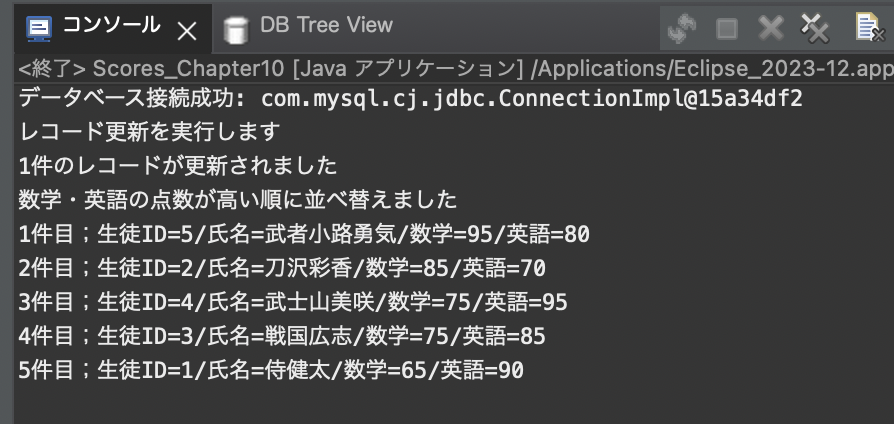 コンソール DB Tree View
<終了> Scores_Chapter10 [Java アプリケーション] /Applications/Eclipse_2023-12.app
データベース接続成功: com.mysql.cj.jdbc.ConnectionImpl@15a34df2
レコード更新を実行します
1件のレコードが更新されました
数学・英語の点数が高い順に並べ替えました
1件目；生徒ID=5/氏名=武者小路勇気/数学=95/英語=80
2件目；生徒ID=2/氏名=刀沢彩香/数学=85/英語=70
3件目；生徒ID=4/氏名=武士山美咲/数学=75/英語=95
4件目；生徒ID=3/氏名=戦国広志/数学=75/英語=85
5件目；生徒ID=1/氏名=侍健太/数学=65/英語=90